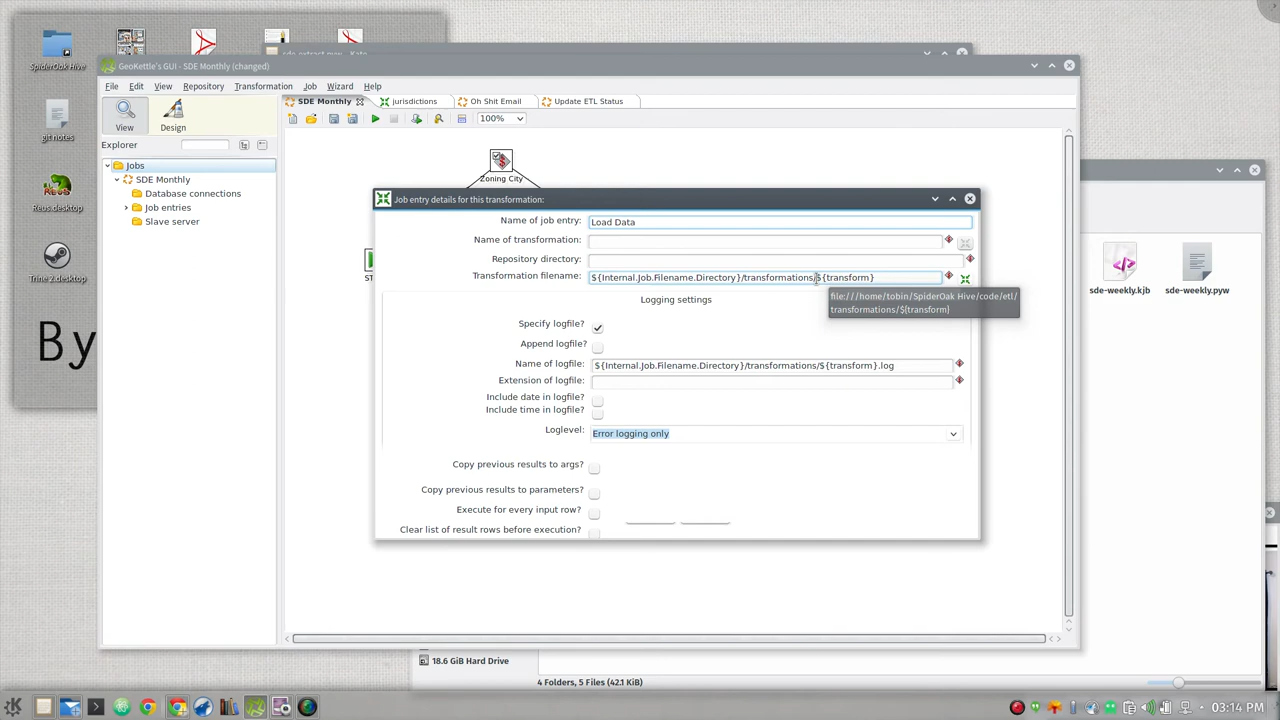 SpiderOak Hive
git notes
Reus.desktop
Trine 2.desktop
By
GeoKettle's GUI - SDE Monthly (changed)
File Edit View Repository Transformation Job Wizard Help
View Design
Explorer
Jobs
SDE Monthly
Database connections
Job entries
Slave server
SDE Monthly jurisdictions Oh Shit Email Update ETL Status
100%
Zoning City
Job entry details for this transformation:
Name of job entry: Load Data
Name of transformation:
Repository directory:
Transformation filename: ${Internal.Job.Filename.Directory}/transformations/${transform}
file:///home/tobin/SpiderOak Hive/code/etl/
transformations/${transform}
Logging settings
Specify logfile?
Append logfile?
Name of logfile: ${Internal.Job.Filename.Directory}/transformations/${transform}.log
Extension of logfile:
Include date in logfile?
Include time in logfile?
Loglevel: Error logging only
Copy previous results to args?
Copy previous results to parameters?
Execute for every input row?
Clear list of result rows before execution?
sde-weekly.kjb sde-weekly.pyw
18.6 GiB Hard Drive
4 Folders, 5 Files (42.1 KiB)
03:14 PM